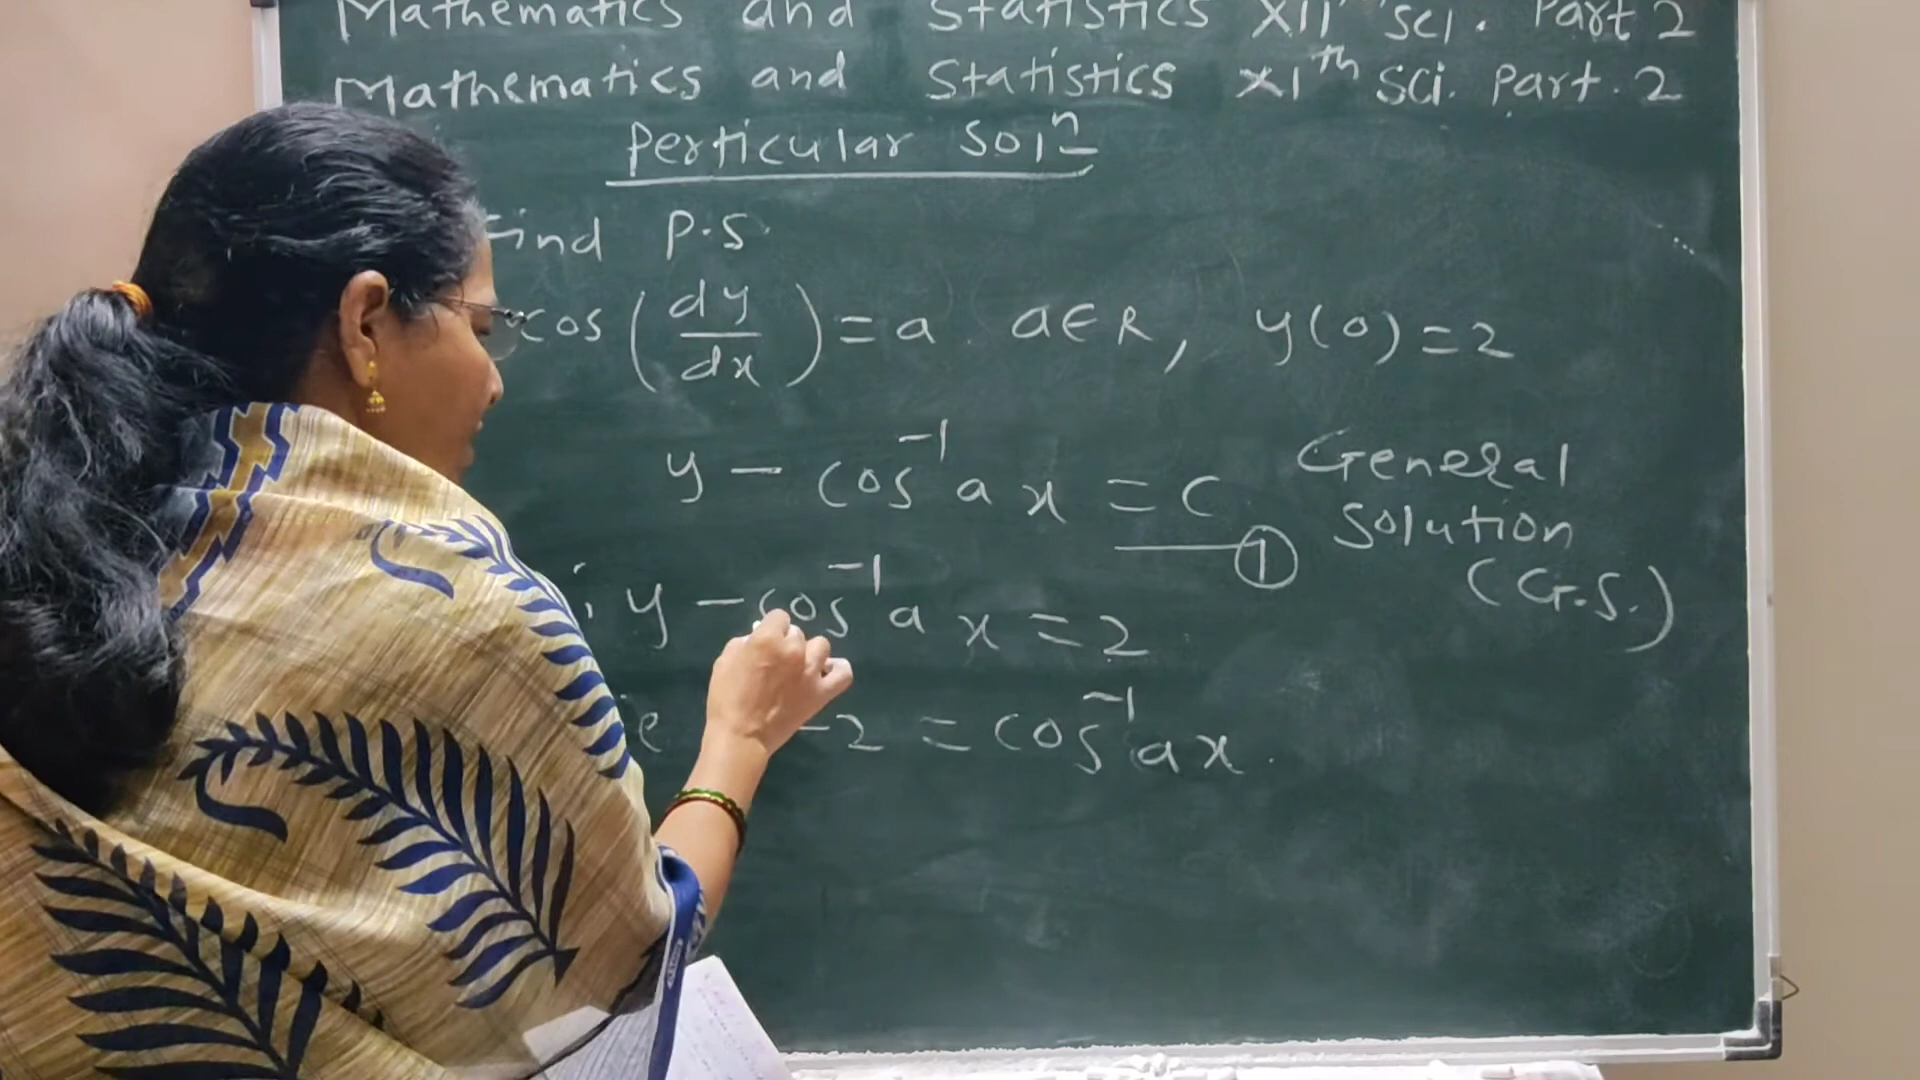 Mathematics and Statistics XIIth Sci. Part 2
Mathematics and Statistics XIth Sci. Part. 2
Perticular Solⁿ
Find P.S.
cos (dy/dx) = a a∈R, y(0) = 2
y - cos⁻¹a x = c General
① Solution
(G.S.)
y - cos⁻¹a x = 2
-2 = cos⁻¹a x.